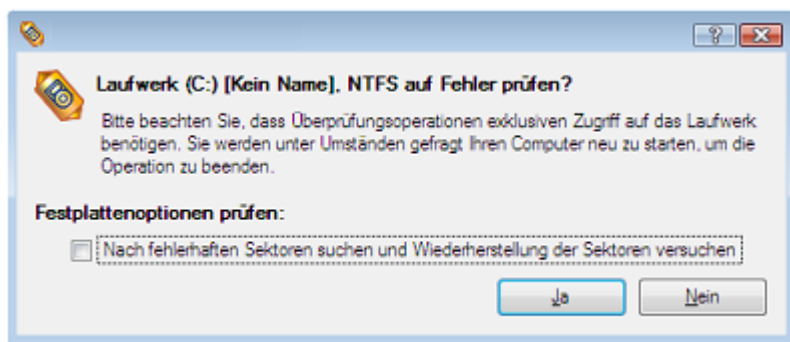 Laufwerk (C:) [Kein Name], NTFS auf Fehler prüfen?
Bitte beachten Sie, dass Überprüfungsoperationen exklusiven Zugriff auf das Laufwerk
benötigen. Sie werden unter Umständen gefragt Ihren Computer neu zu starten, um die
Operation zu beenden.
Festplattenoptionen prüfen:
Nach fehlerhaften Sektoren suchen und Wiederherstellung der Sektoren versuchen
Ja
Nein